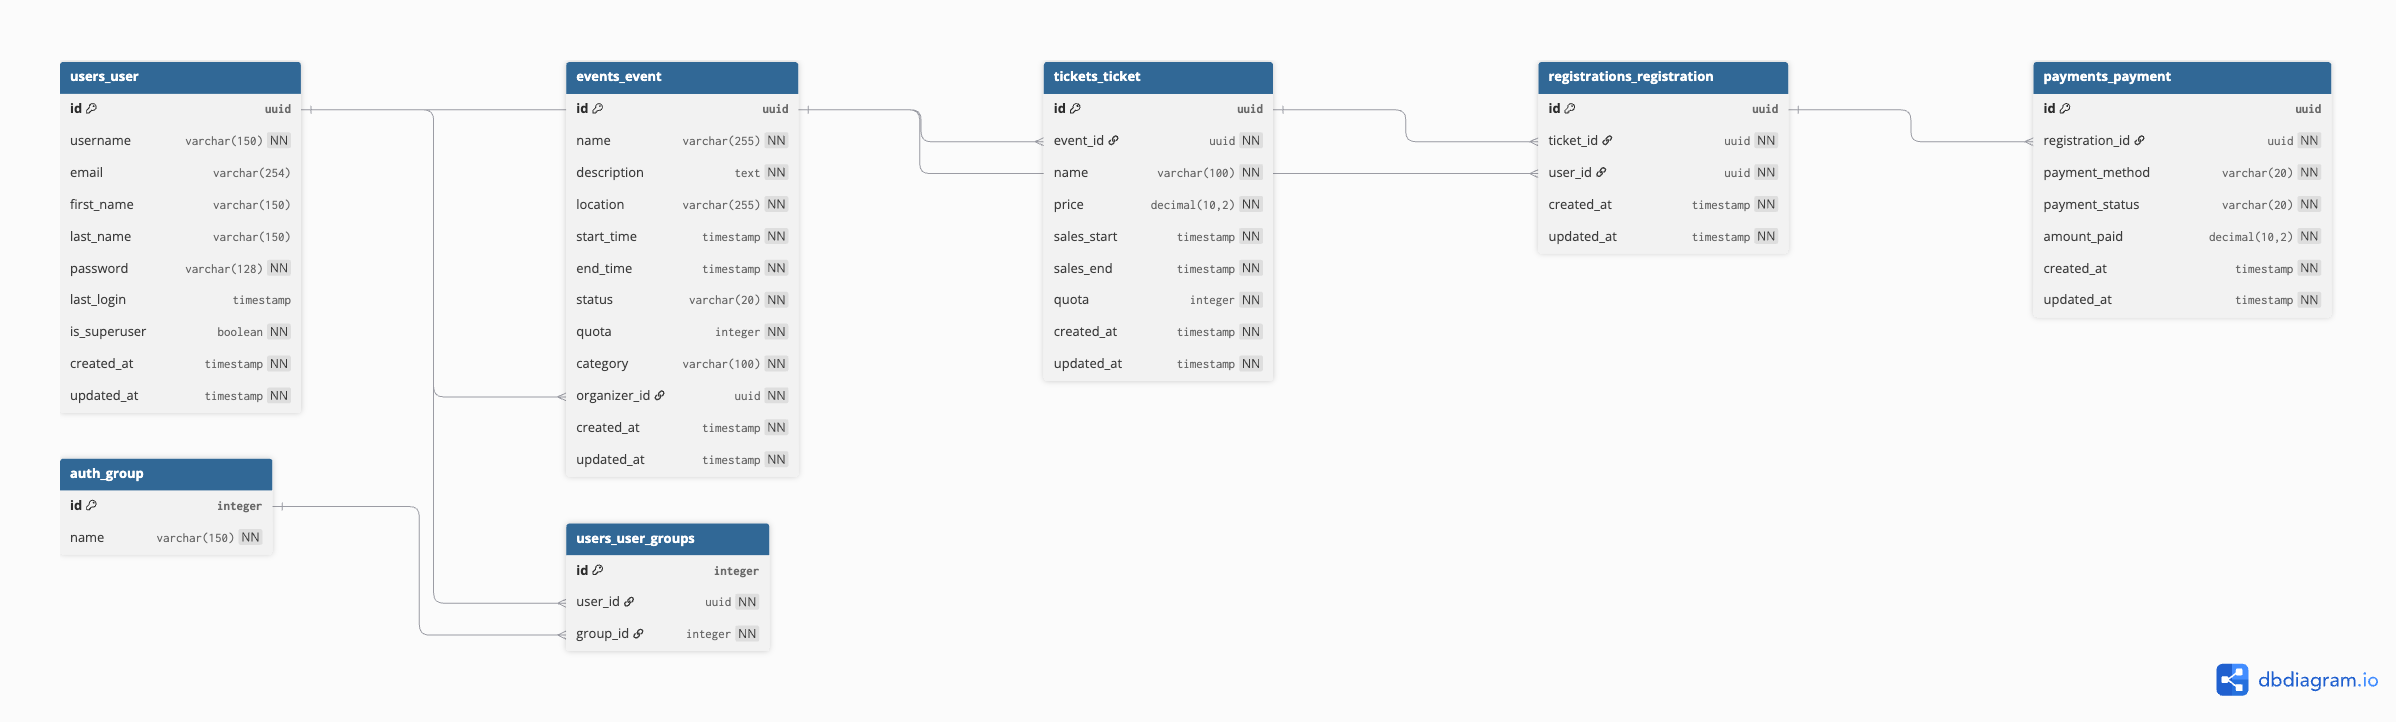 users_user
id uuid
username varchar(150) NN
email varchar(254)
first_name varchar(150)
last_name varchar(150)
password varchar(128) NN
last_login timestamp
is_superuser boolean NN
created_at timestamp NN
updated_at timestamp NN
auth_group
id integer
name varchar(150) NN
events_event
id uuid
name varchar(255) NN
description text NN
location varchar(255) NN
start_time timestamp NN
end_time timestamp NN
status varchar(20) NN
quota integer NN
category varchar(100) NN
organizer_id uuid NN
created_at timestamp NN
updated_at timestamp NN
users_user_groups
id integer
user_id uuid NN
group_id integer NN
tickets_ticket
id uuid
event_id uuid NN
name varchar(100) NN
price decimal(10,2) NN
sales_start timestamp NN
sales_end timestamp NN
quota integer NN
created_at timestamp NN
updated_at timestamp NN
registrations_registration
id uuid
ticket_id uuid NN
user_id uuid NN
created_at timestamp NN
updated_at timestamp NN
payments_payment
id uuid
registration_id uuid NN
payment_method varchar(20) NN
payment_status varchar(20) NN
amount_paid decimal(10,2) NN
created_at timestamp NN
updated_at timestamp NN
dbdiagram.io